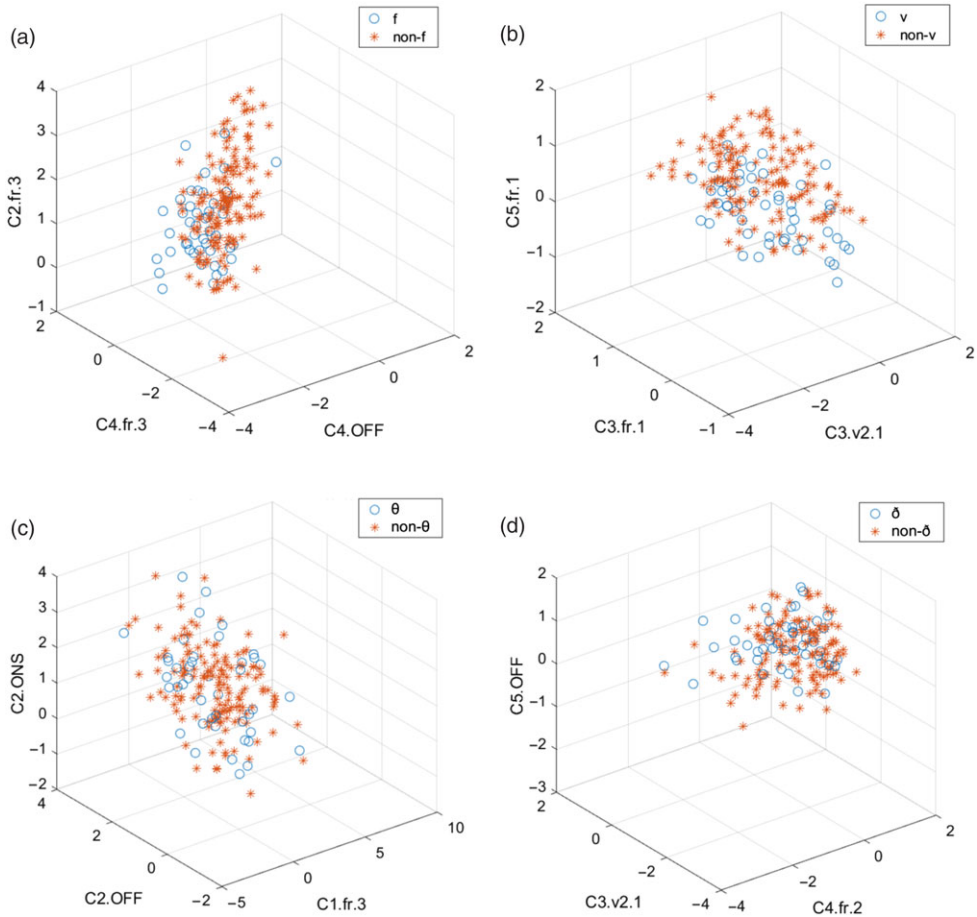 (a)
f
non-f
4
3
2
1
0
−1
C2.fr.3
2
0
−2
−4
C4.fr.3
−4
−2
0
2
C4.OFF
(b)
v
non-v
2
1
0
−1
−2
C5.fr.1
2
1
0
−1
C3.fr.1
−4
−2
0
2
C3.v2.1
(c)
θ
non-θ
4
3
2
1
0
−1
−2
C2.ONS
4
2
0
−2
C2.OFF
−5
0
5
10
C1.fr.3
(d)
ð
non-ð
2
1
0
−1
−2
−3
C5.OFF
2
0
−2
−4
C3.v2.1
−4
−2
0
2
C4.fr.2